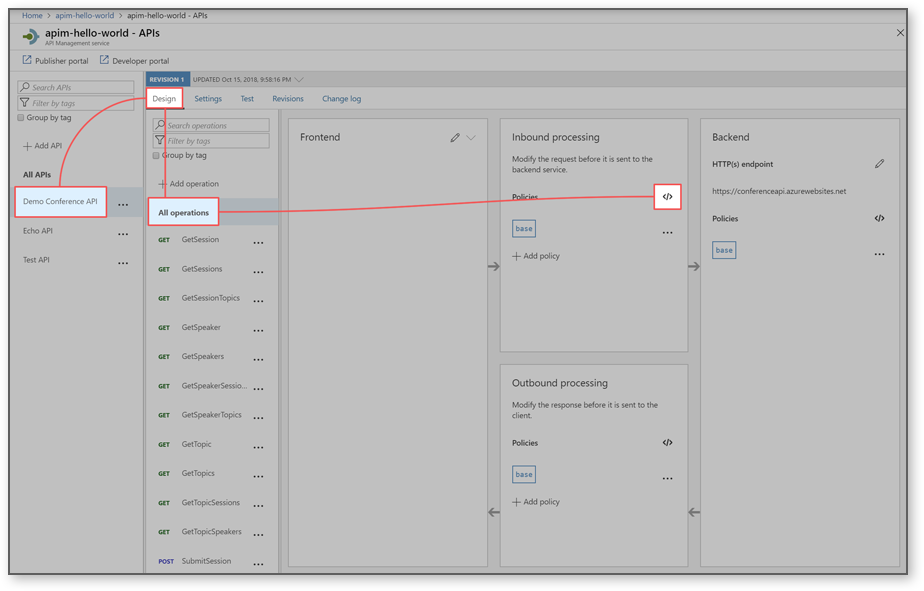 Home > apim-hello-world > apim-hello-world - APIs
apim-hello-world - APIs
API Management service
Publisher portal
Developer portal
Search APIs
Filter by tags
Group by tag
+ Add API
All APIs
Demo Conference API
...
Echo API
...
Test API
...
REVISION 1
UPDATED Oct 15, 2018, 9:58:16 PM
Design
Settings
Test
Revisions
Change log
Search operations
Filter by tags
Group by tag
+ Add operation
All operations
GET GetSession ...
GET GetSessions ...
GET GetSessionTopics ...
GET GetSpeaker ...
GET GetSpeakers ...
GET GetSpeakerSessio... ...
GET GetSpeakerTopics ...
GET GetTopic ...
GET GetTopics ...
GET GetTopicSessions ...
GET GetTopicSpeakers ...
POST SubmitSession ...
Frontend
Inbound processing
Modify the request before it is sent to the
backend service.
Policies
</>
base
...
+ Add policy
Outbound processing
Modify the response before it is sent to the
client.
Policies
</>
base
...
+ Add policy
Backend
HTTP(s) endpoint
https://conferenceapi.azurewebsites.net
Policies
</>
base
...